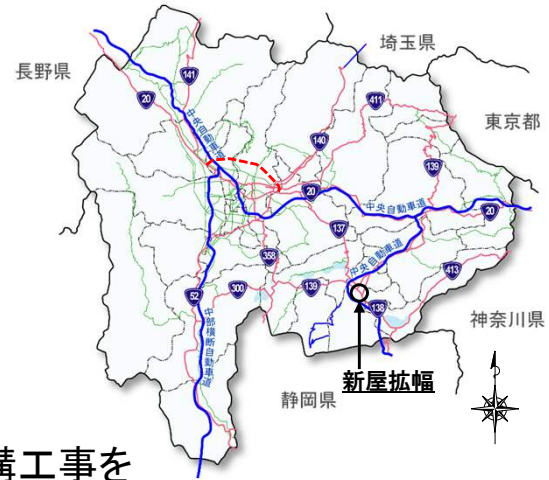 埼玉県
長野県
141
20
411
中央自動車道
東京都
140
139
20
中央自動車道
20
137
中央自動車道
358
413
52
300
139
138
中部横断自動車道
神奈川県
新屋拡幅
静岡県
構工事を